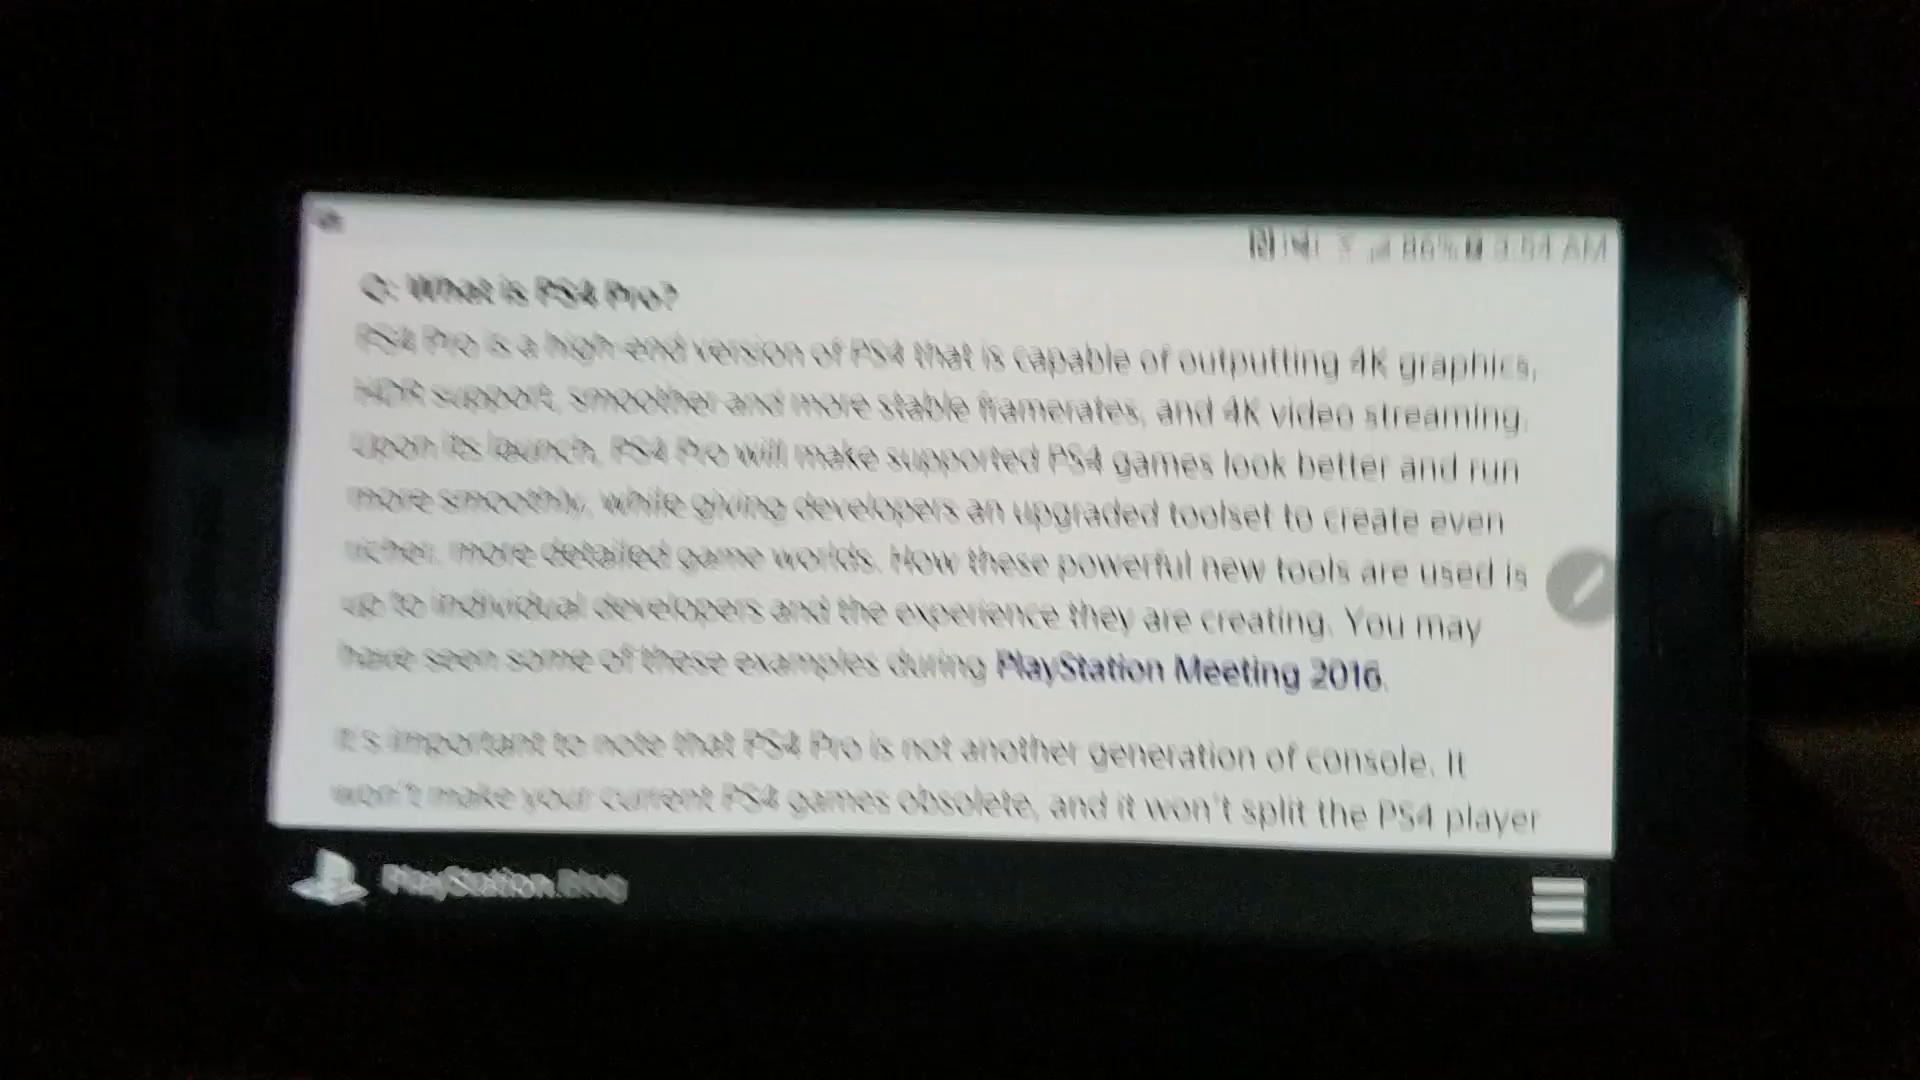 86% 3:54 AM
Q: What is PS4 Pro?
PS4 Pro is a high-end version of PS4 that is capable of outputting 4K graphics,
HDR support, smoother and more stable framerates, and 4K video streaming.
Upon its launch, PS4 Pro will make supported PS4 games look better and run
more smoothly, while giving developers an upgraded toolset to create even
richer, more detailed game worlds. How these powerful new tools are used is
up to individual developers and the experience they are creating. You may
have seen some of these examples during PlayStation Meeting 2016.
It's important to note that PS4 Pro is not another generation of console. It
won't make your current PS4 games obsolete, and it won't split the PS4 player
PlayStation.Blog